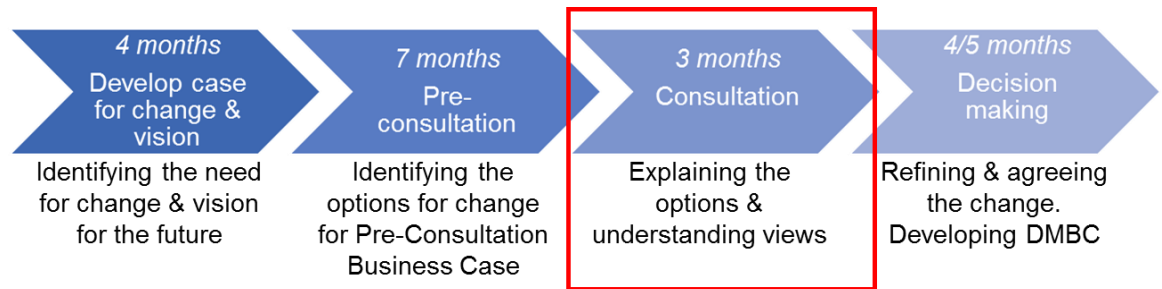 4 months
Develop case
for change &
vision
Identifying the need
for change & vision
for the future
7 months
Pre-
consultation
Identifying the
options for change
for Pre-Consultation
Business Case
3 months
Consultation
Explaining the
options &
understanding views
4/5 months
Decision
making
Refining & agreeing
the change.
Developing DMBC